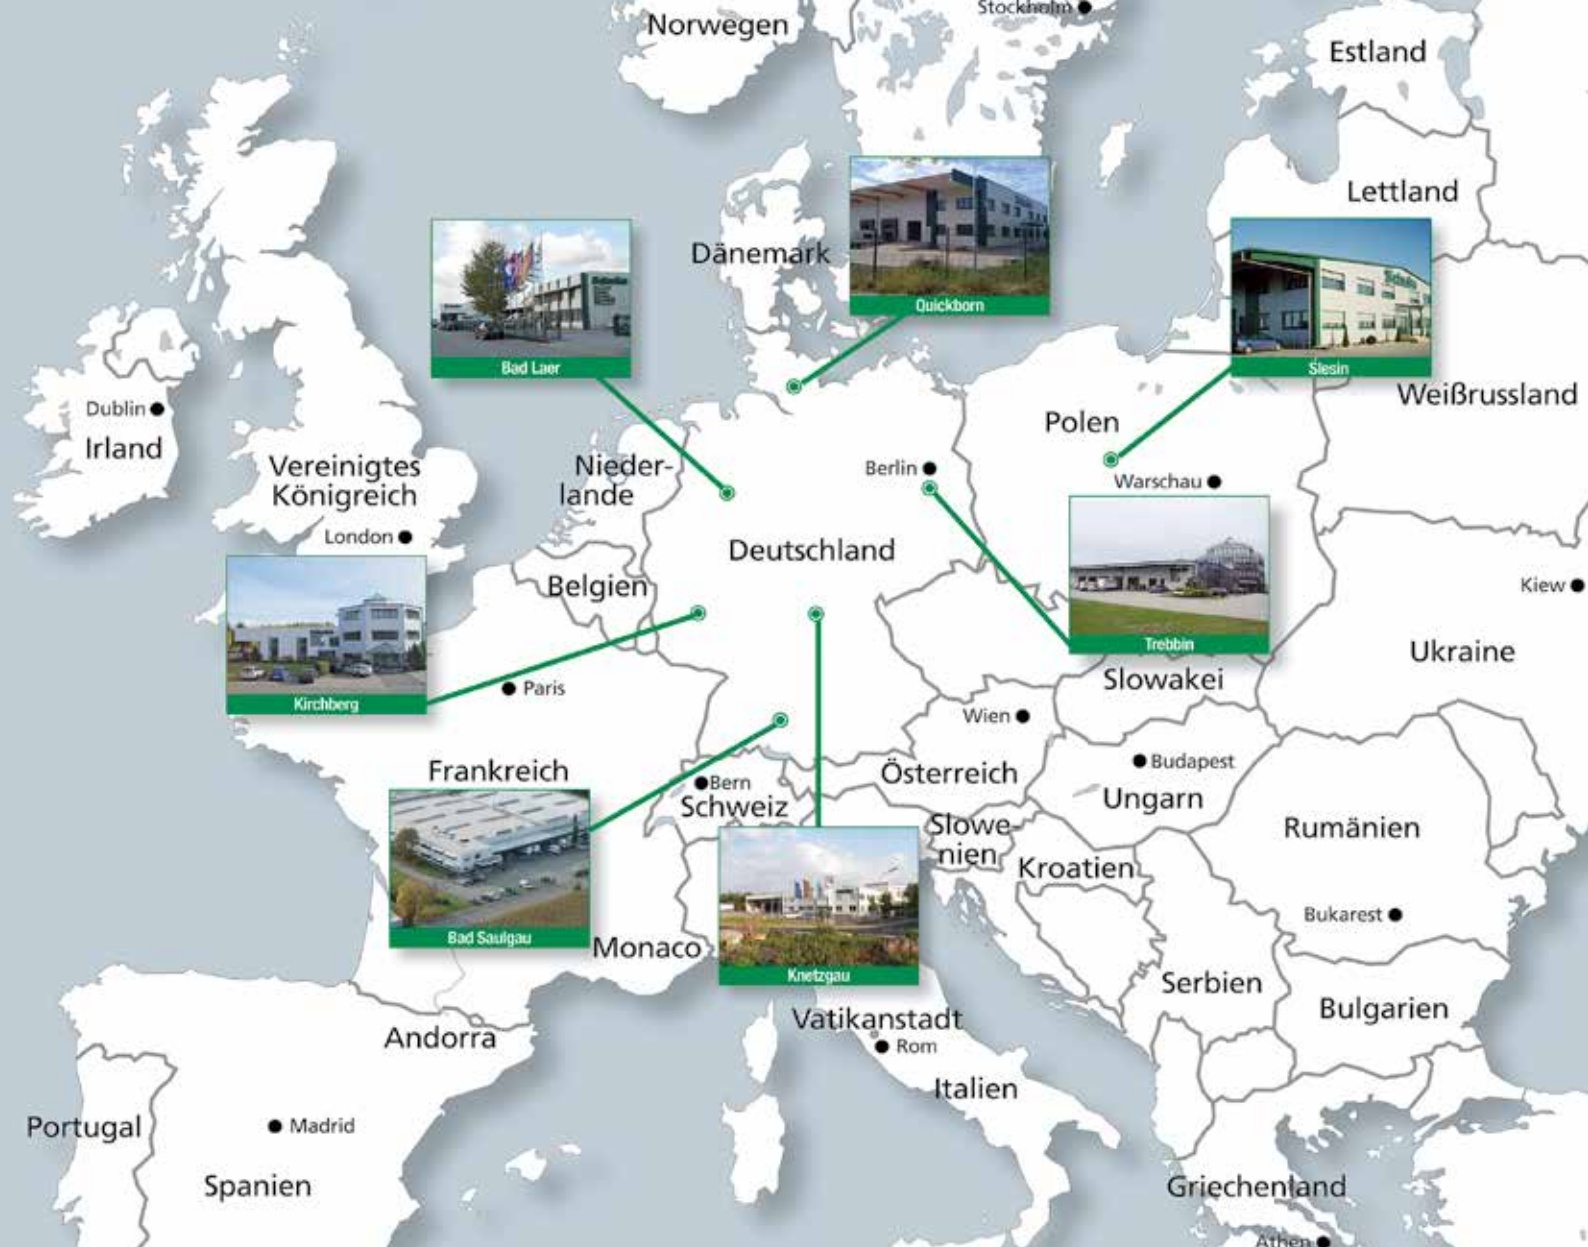 Stockholm
Norwegen
Estland
Lettland
Dänemark
Quickborn
Bad Laer
Slesin
Weißrussland
Dublin
Irland
Polen
Vereinigtes
Königreich
Nieder-
lande
Berlin
Warschau
London
Deutschland
Belgien
Kiew
Trebbin
Ukraine
Slowakei
Paris
Kirchberg
Wien
Frankreich
Bern
Schweiz
Österreich
Budapest
Ungarn
Slowe-
nien
Rumänien
Kroatien
Bukarest
Bad Saulgau
Monaco
Knetzgau
Serbien
Bulgarien
Vatikanstadt
Andorra
Rom
Italien
Portugal
Madrid
Spanien
Griechenland
Athen